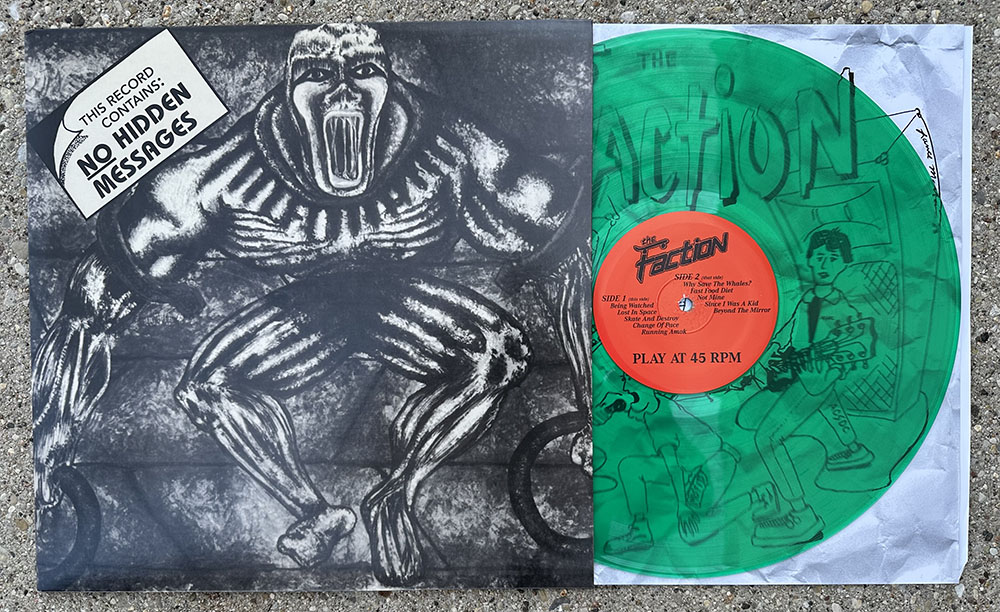 THIS RECORD
CONTAINS:
NO HIDDEN
MESSAGES
THE
FACTION
the
Faction
SIDE 2 (that side)
Why Save The Whales?
Fast Food Diet
Not Mine
Since I Was A Kid
Beyond The Mirror
SIDE 1 (this side)
Being Watched
Lost In Space
Skate And Destroy
Change Of Pace
Running Amok
PLAY AT 45 RPM
AC/DC